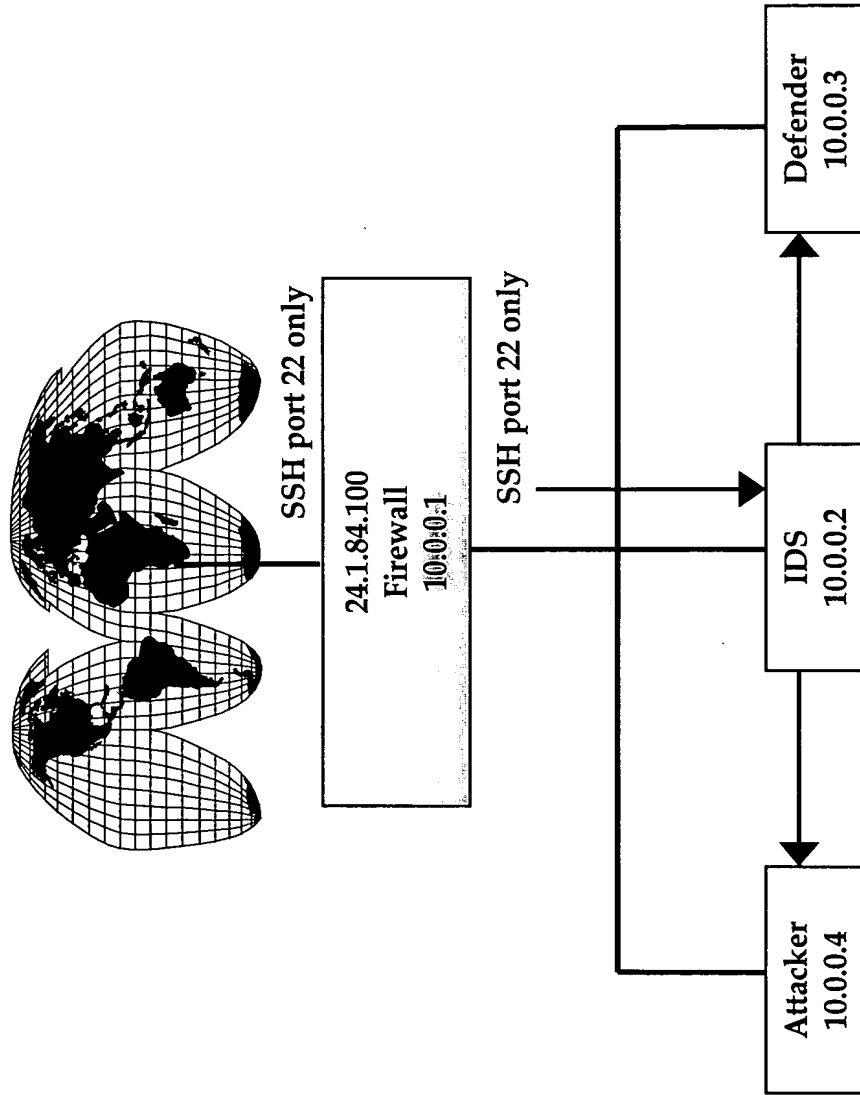 SSH port 22 only
24.1.84.100
Firewall
10.0.0.1
SSH port 22 only
Attacker
10.0.0.4
IDS
10.0.0.2
Defender
10.0.0.3